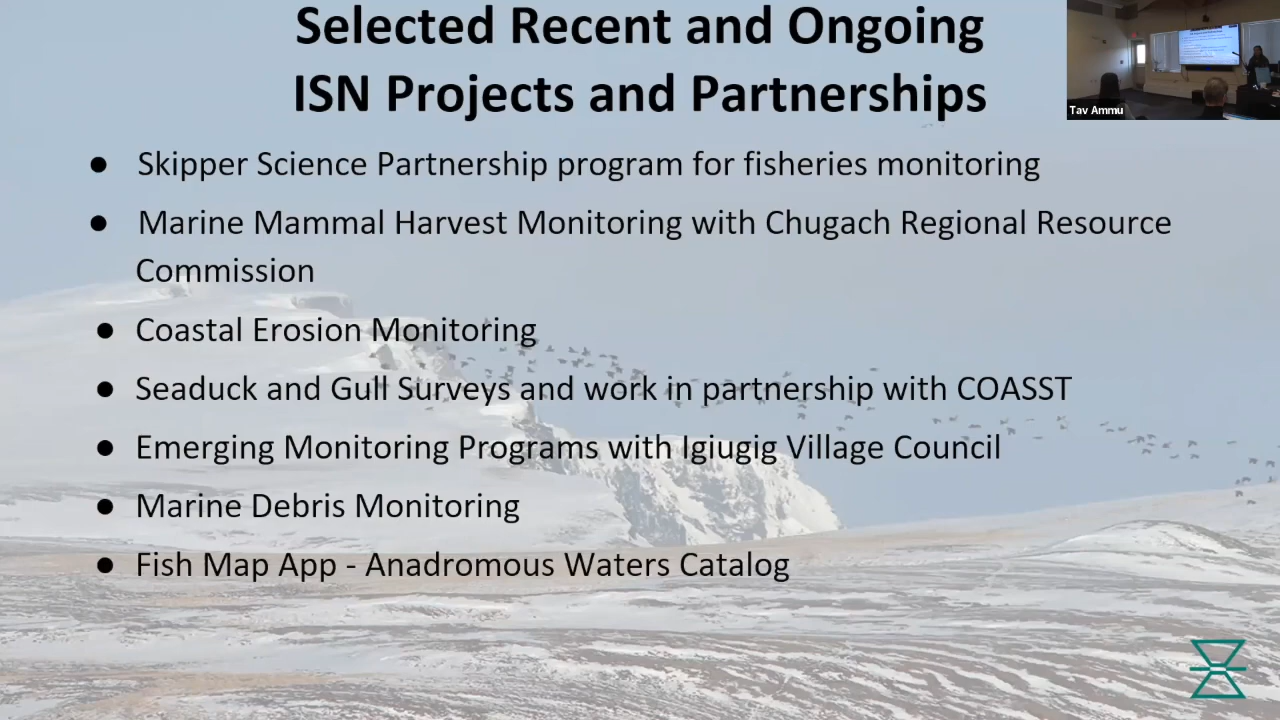 Selected Recent and Ongoing
ISN Projects and Partnerships
Tav Ammu
● Skipper Science Partnership program for fisheries monitoring
● Marine Mammal Harvest Monitoring with Chugach Regional Resource
Commission
● Coastal Erosion Monitoring
● Seaduck and Gull Surveys and work in partnership with COASST
● Emerging Monitoring Programs with Igiugig Village Council
● Marine Debris Monitoring
● Fish Map App - Anadromous Waters Catalog